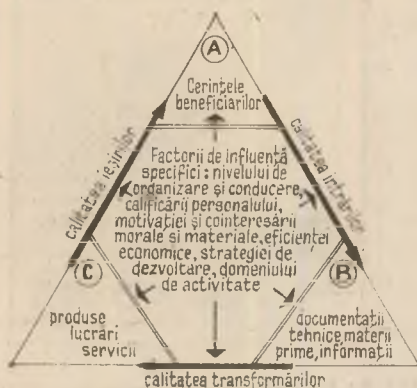 A
Cerințele
beneficiarilor
calitatea ieșirilor
calitatea intrărilor
Factorii de influență
specifici: nivelului de
organizare și conducere,
calificării personalului,
motivației și cointeresării
morale și materiale, eficienței
economice, strategiei de
dezvoltare, domeniului
de activitate
C
B
produse
lucrări
servicii
documentații
tehnice, materii
prime, informații
calitatea transformărilor